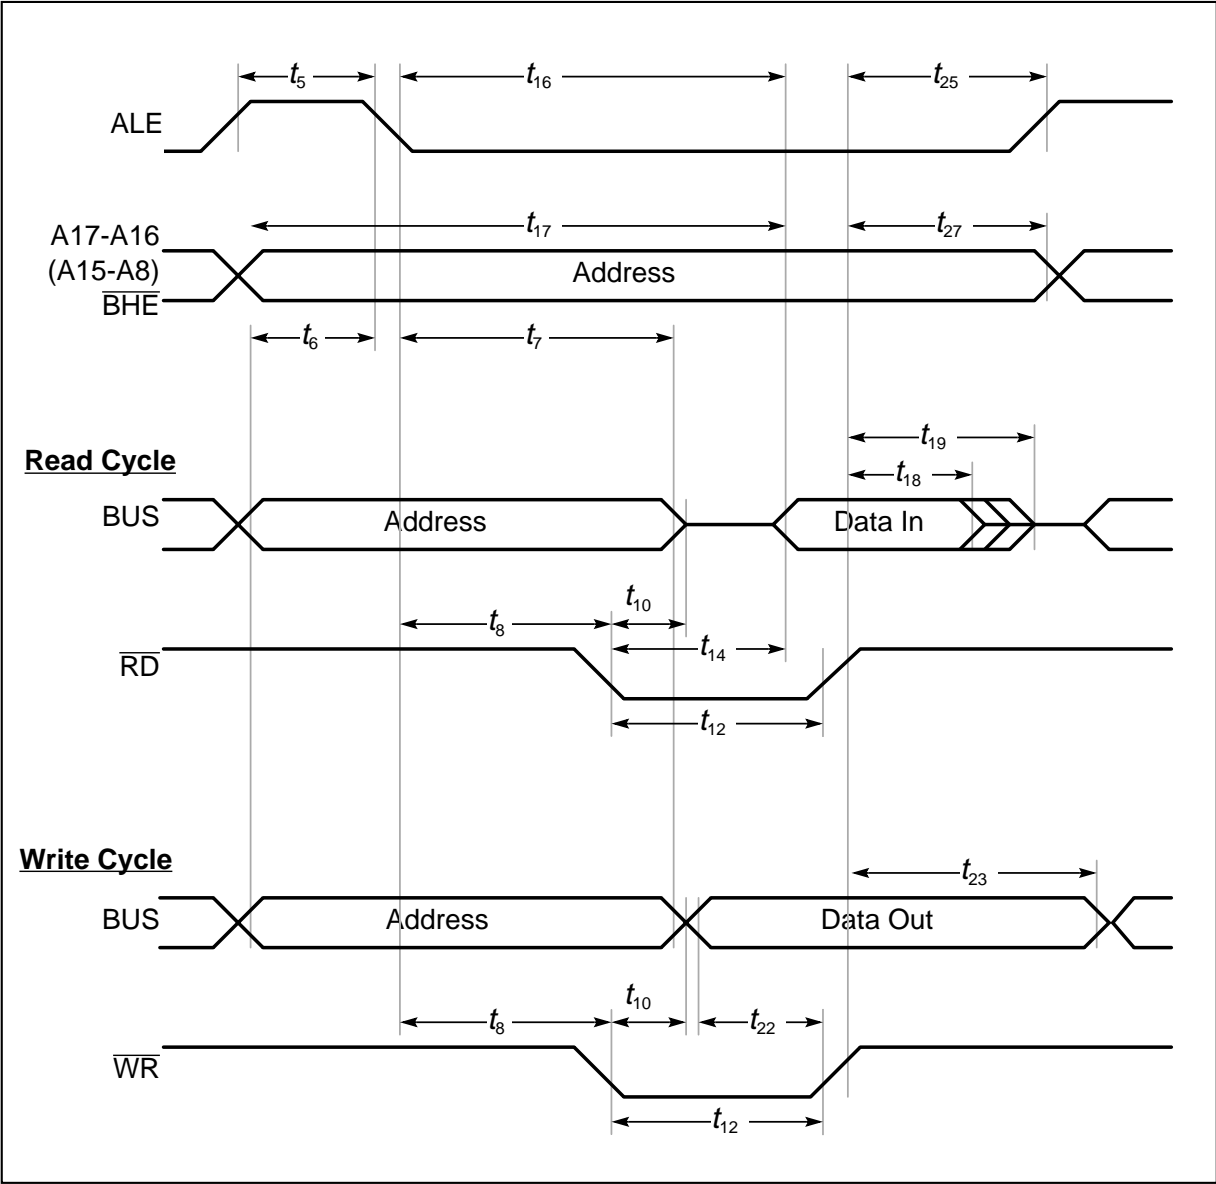 t5
t16
t25
ALE
t17
t27
A17-A16
(A15-A8)
BHE
Address
t6
t7
t19
t18
Read Cycle
BUS
Address
Data In
t10
t8
t14
RD
t12
Write Cycle
t23
BUS
Address
Data Out
t10
t8
t22
WR
t12